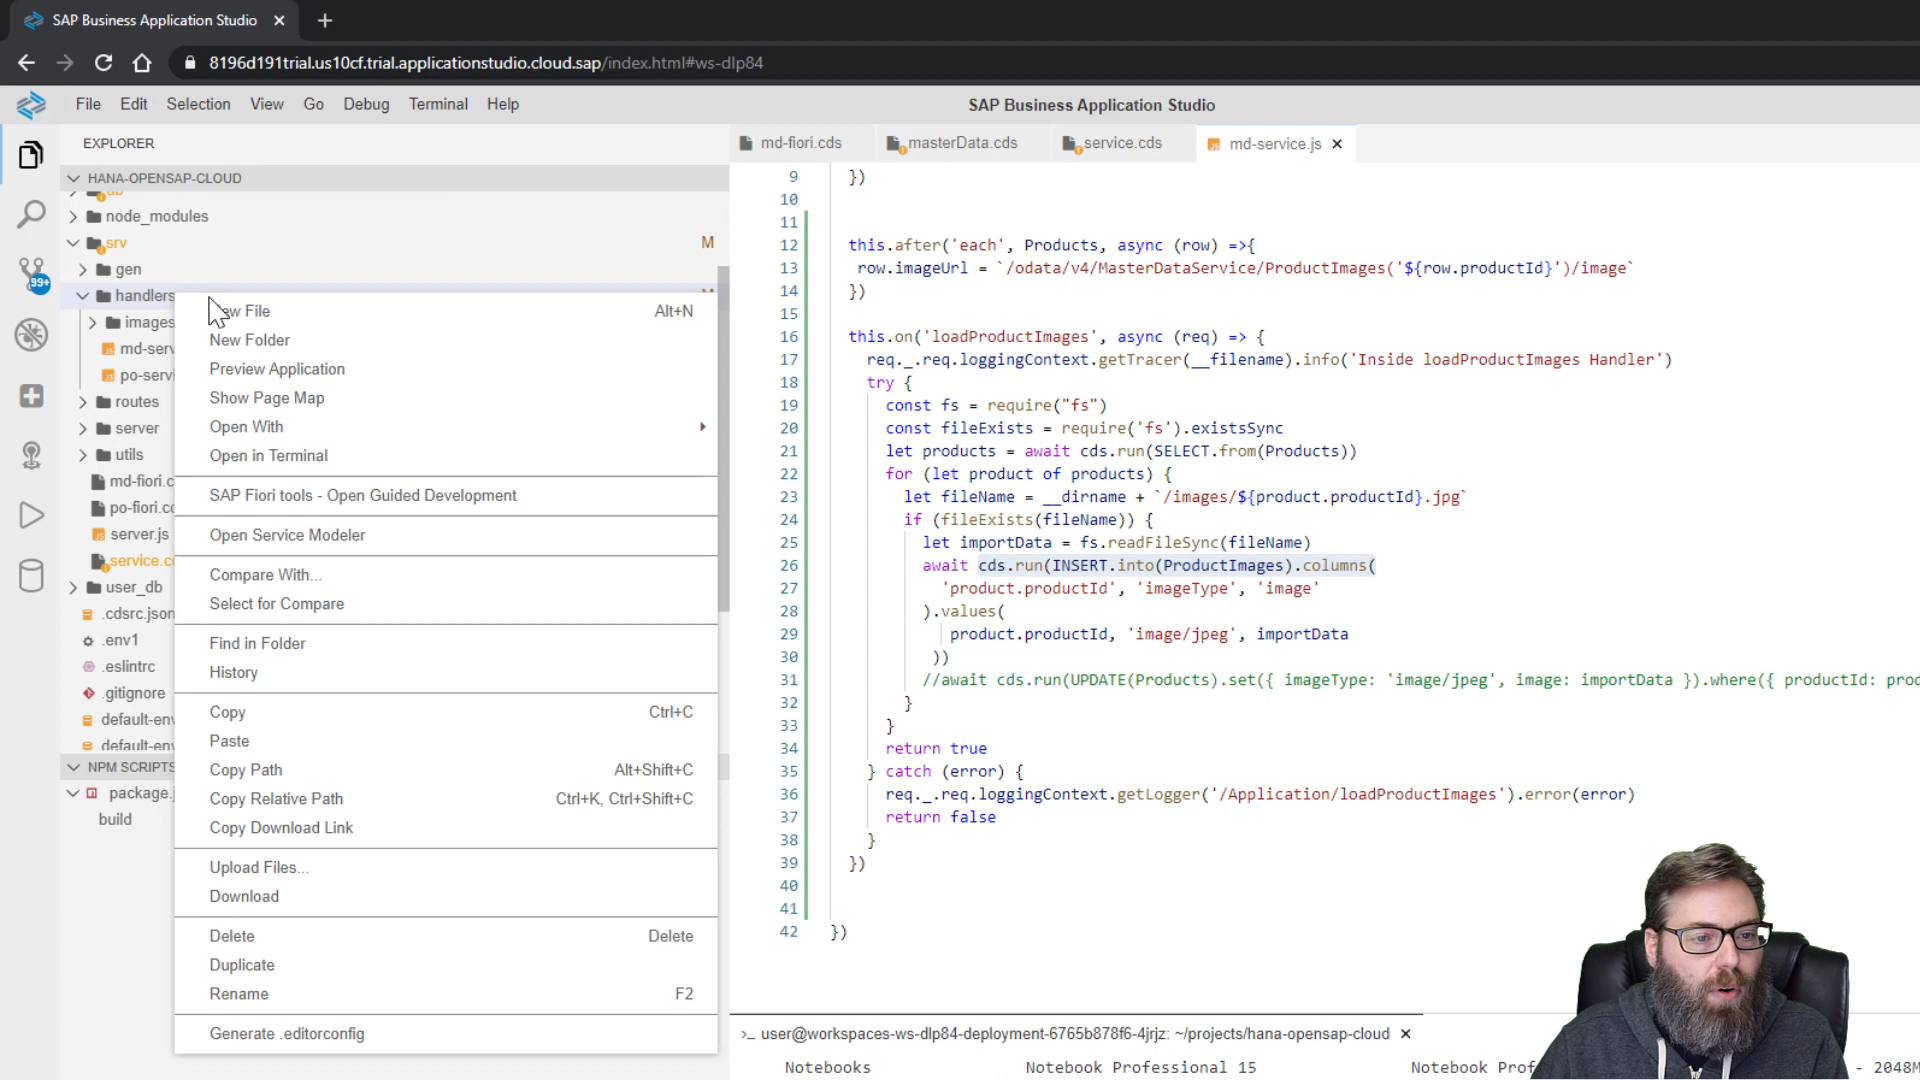 SAP Business Application Studio
8196d191trial.us10cf.trial.applicationstudio.cloud.sap/index.html#ws-dlp84
File Edit Selection View Go Debug Terminal Help
SAP Business Application Studio
EXPLORER
HANA-OPENSAP-CLOUD
db
node_modules
srv M
gen
handlers
images
md-serv
po-servi
routes
server
utils
md-fiori.c
po-fiori.cd
server.js
service.c
user_db
.cdsrc.json
.env1
.eslintrc
.gitignore
default-env
default-env
NPM SCRIPTS
package.j
build
99+
File Alt+N
New Folder
Preview Application
Show Page Map
Open With
Open in Terminal
SAP Fiori tools - Open Guided Development
Open Service Modeler
Compare With...
Select for Compare
Find in Folder
History
Copy Ctrl+C
Paste
Copy Path Alt+Shift+C
Copy Relative Path Ctrl+K, Ctrl+Shift+C
Copy Download Link
Upload Files...
Download
Delete Delete
Duplicate
Rename F2
Generate .editorconfig
md-fiori.cds masterData.cds service.cds md-service.js
9 })
10
11
12 this.after('each', Products, async (row) =>{
13 row.imageUrl = `/odata/v4/MasterDataService/ProductImages('${row.productId}')/image`
14 })
15
16 this.on('loadProductImages', async (req) => {
17 req._.req.loggingContext.getTracer(__filename).info('Inside loadProductImages Handler')
18 try {
19 const fs = require("fs")
20 const fileExists = require('fs').existsSync
21 let products = await cds.run(SELECT.from(Products))
22 for (let product of products) {
23 let fileName = __dirname + `/images/${product.productId}.jpg`
24 if (fileExists(fileName)) {
25 let importData = fs.readFileSync(fileName)
26 await cds.run(INSERT.into(ProductImages).columns(
27 'product.productId', 'imageType', 'image'
28 ).values(
29 product.productId, 'image/jpeg', importData
30 ))
31 //await cds.run(UPDATE(Products).set({ imageType: 'image/jpeg', image: importData }).where({ productId: prod
32 }
33 }
34 return true
35 } catch (error) {
36 req._.req.loggingContext.getLogger('/Application/loadProductImages').error(error)
37 return false
38 }
39 })
40
41
42 })
>_ user@workspaces-ws-dlp84-deployment-6765b878f6-4jrjz: ~/projects/hana-opensap-cloud
Notebooks Notebook Professional 15 Notebook Prof - 2048M